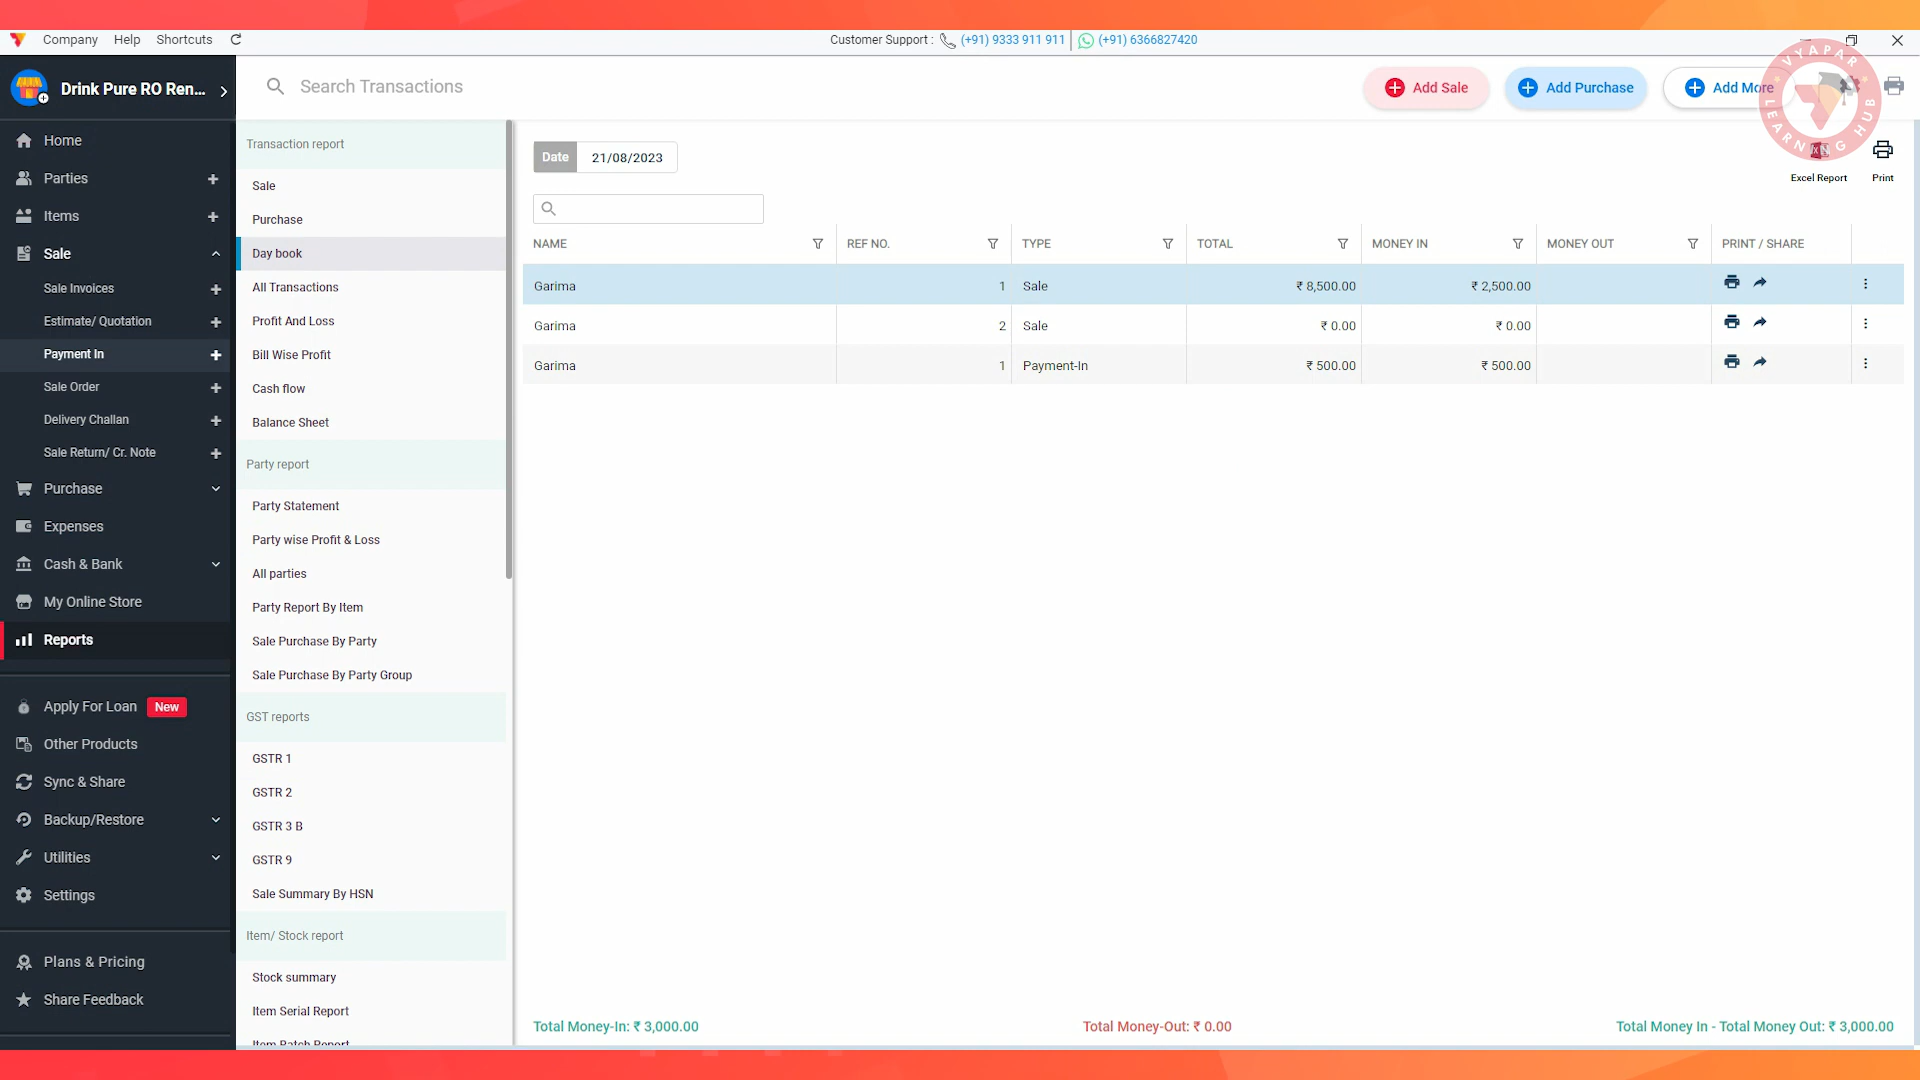 Company Help Shortcuts
Customer Support : (+91) 9333 911 911 (+91) 6366827420
Drink Pure RO Ren...
Search Transactions
Add Sale
Add Purchase
Add More
VYAPAR
LEARNING HUB
Home
Parties
Items
Sale
Sale Invoices
Estimate/ Quotation
Payment In
Sale Order
Delivery Challan
Sale Return/ Cr. Note
Purchase
Expenses
Cash & Bank
My Online Store
Reports
Apply For Loan New
Other Products
Sync & Share
Backup/Restore
Utilities
Settings
Plans & Pricing
Share Feedback
Transaction report
Sale
Purchase
Day book
All Transactions
Profit And Loss
Bill Wise Profit
Cash flow
Balance Sheet
Party report
Party Statement
Party wise Profit & Loss
All parties
Party Report By Item
Sale Purchase By Party
Sale Purchase By Party Group
GST reports
GSTR 1
GSTR 2
GSTR 3 B
GSTR 9
Sale Summary By HSN
Item/ Stock report
Stock summary
Item Serial Report
Item Batch Report
Date 21/08/2023
Excel Report Print
NAME REF NO. TYPE TOTAL MONEY IN MONEY OUT PRINT / SHARE
Garima 1 Sale ₹ 8,500.00 ₹ 2,500.00
Garima 2 Sale ₹ 0.00 ₹ 0.00
Garima 1 Payment-In ₹ 500.00 ₹ 500.00
Total Money-In: ₹ 3,000.00 Total Money-Out: ₹ 0.00 Total Money In - Total Money Out: ₹ 3,000.00